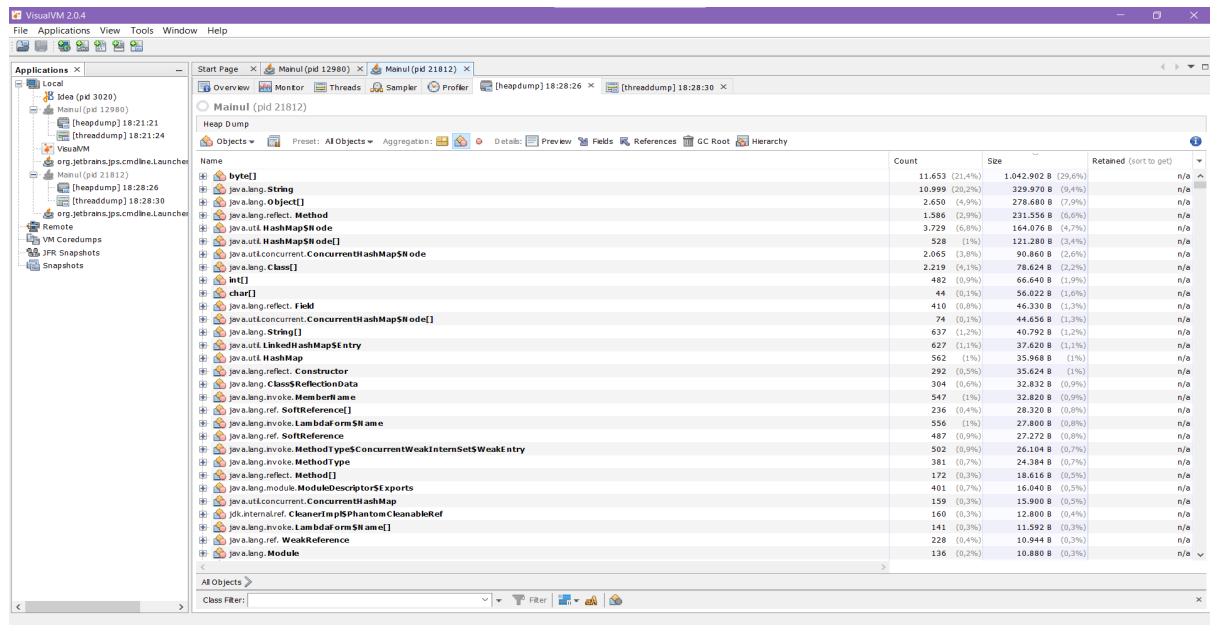 VisualVM 2.0.4
File Applications View Tools Window Help
Applications
Local
Idea (pid 3020)
Mainul (pid 12980)
[heapdump] 18:21:21
[threaddump] 18:21:24
VisualVM
org.jetbrains.jps.cmdline.Launcher
Mainul (pid 21812)
[heapdump] 18:28:26
[threaddump] 18:28:30
org.jetbrains.jps.cmdline.Launcher
Remote
VM Coredumps
JFR Snapshots
Snapshots
Start Page Mainul (pid 12980) Mainul (pid 21812)
Overview Monitor Threads Sampler Profiler [heapdump] 18:28:26 [threaddump] 18:28:30
Mainul (pid 21812)
Heap Dump
Objects Preset: All Objects Aggregation: Details: Preview Fields References GC Root Hierarchy
Name Count Size Retained (sort to get)
byte[] 11.653 (21,4%) 1.042.902 B (29,6%) n/a
java.lang.String 10.999 (20,2%) 329.970 B (9,4%) n/a
java.lang.Object[] 2.650 (4,9%) 278.680 B (7,9%) n/a
java.lang.reflect.Method 1.586 (2,9%) 231.556 B (6,6%) n/a
java.util.HashMap$Node 3.729 (6,8%) 164.076 B (4,7%) n/a
java.util.HashMap$Node[] 528 (1%) 121.280 B (3,4%) n/a
java.util.concurrent.ConcurrentHashMap$Node 2.065 (3,8%) 90.860 B (2,6%) n/a
java.lang.Class[] 2.219 (4,1%) 78.624 B (2,2%) n/a
int[] 482 (0,9%) 66.640 B (1,9%) n/a
char[] 44 (0,1%) 56.022 B (1,6%) n/a
java.lang.reflect.Field 410 (0,8%) 46.330 B (1,3%) n/a
java.util.concurrent.ConcurrentHashMap$Node[] 74 (0,1%) 44.656 B (1,3%) n/a
java.lang.String[] 637 (1,2%) 40.792 B (1,2%) n/a
java.util.LinkedHashMap$Entry 627 (1,1%) 37.620 B (1,1%) n/a
java.util.HashMap 562 (1%) 35.968 B (1%) n/a
java.lang.reflect.Constructor 292 (0,5%) 35.624 B (1%) n/a
java.lang.Class$ReflectionData 304 (0,6%) 32.832 B (0,9%) n/a
java.lang.invoke.MemberName 547 (1%) 32.820 B (0,9%) n/a
java.lang.ref.SoftReference[] 236 (0,4%) 28.320 B (0,8%) n/a
java.lang.invoke.LambdaForm$Name 556 (1%) 27.800 B (0,8%) n/a
java.lang.ref.SoftReference 487 (0,9%) 27.272 B (0,8%) n/a
java.lang.invoke.MethodType$ConcurrentWeakInternSet$WeakEntry 502 (0,9%) 26.104 B (0,7%) n/a
java.lang.invoke.MethodType 381 (0,7%) 24.384 B (0,7%) n/a
java.lang.reflect.Method[] 172 (0,3%) 18.616 B (0,5%) n/a
java.lang.module.ModuleDescriptor$Exports 401 (0,7%) 16.040 B (0,5%) n/a
java.util.concurrent.ConcurrentHashMap 159 (0,3%) 15.900 B (0,5%) n/a
jdk.internal.ref.CleanerImpl$PhantomCleanableRef 160 (0,3%) 12.800 B (0,4%) n/a
java.lang.invoke.LambdaForm$Name[] 141 (0,3%) 11.592 B (0,3%) n/a
java.lang.ref.WeakReference 228 (0,4%) 10.944 B (0,3%) n/a
java.lang.Module 136 (0,2%) 10.880 B (0,3%) n/a
All Objects
Class Filter: Filter